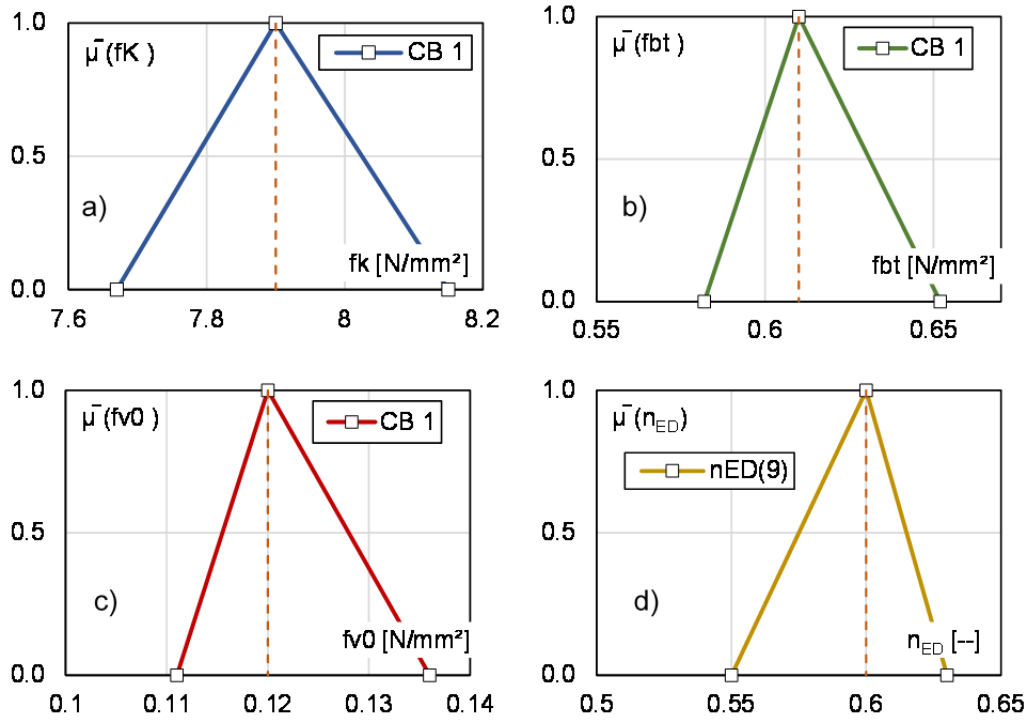 1.0
μ̄(fK )
CB 1
0.5
a)
fk [N/mm²]
0.0
7.6
7.8
8
8.2
1.0
μ̄(fbt)
CB 1
0.5
b)
fbt [N/mm²]
0.0
0.55
0.6
0.65
1.0
μ̄(fv0 )
CB 1
0.5
c)
fv0 [N/mm²]
0.0
0.1
0.11
0.12
0.13
0.14
1.0
μ̄(nED)
nED(9)
0.5
d)
nED [--]
0.0
0.5
0.55
0.6
0.65